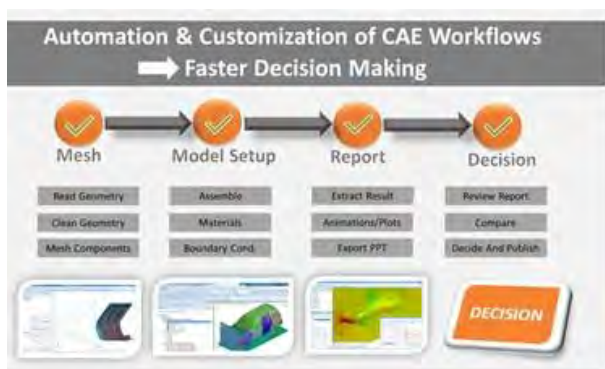 Automation & Customization of CAE Workflows
Faster Decision Making
Mesh
Model Setup
Report
Decision
Read Geometry
Assemble
Extract Result
Review Report
Clean Geometry
Materials
Animations/Plots
Compare
Mesh Components
Boundary Cond.
Export PPT
Decide And Publish
DECISION